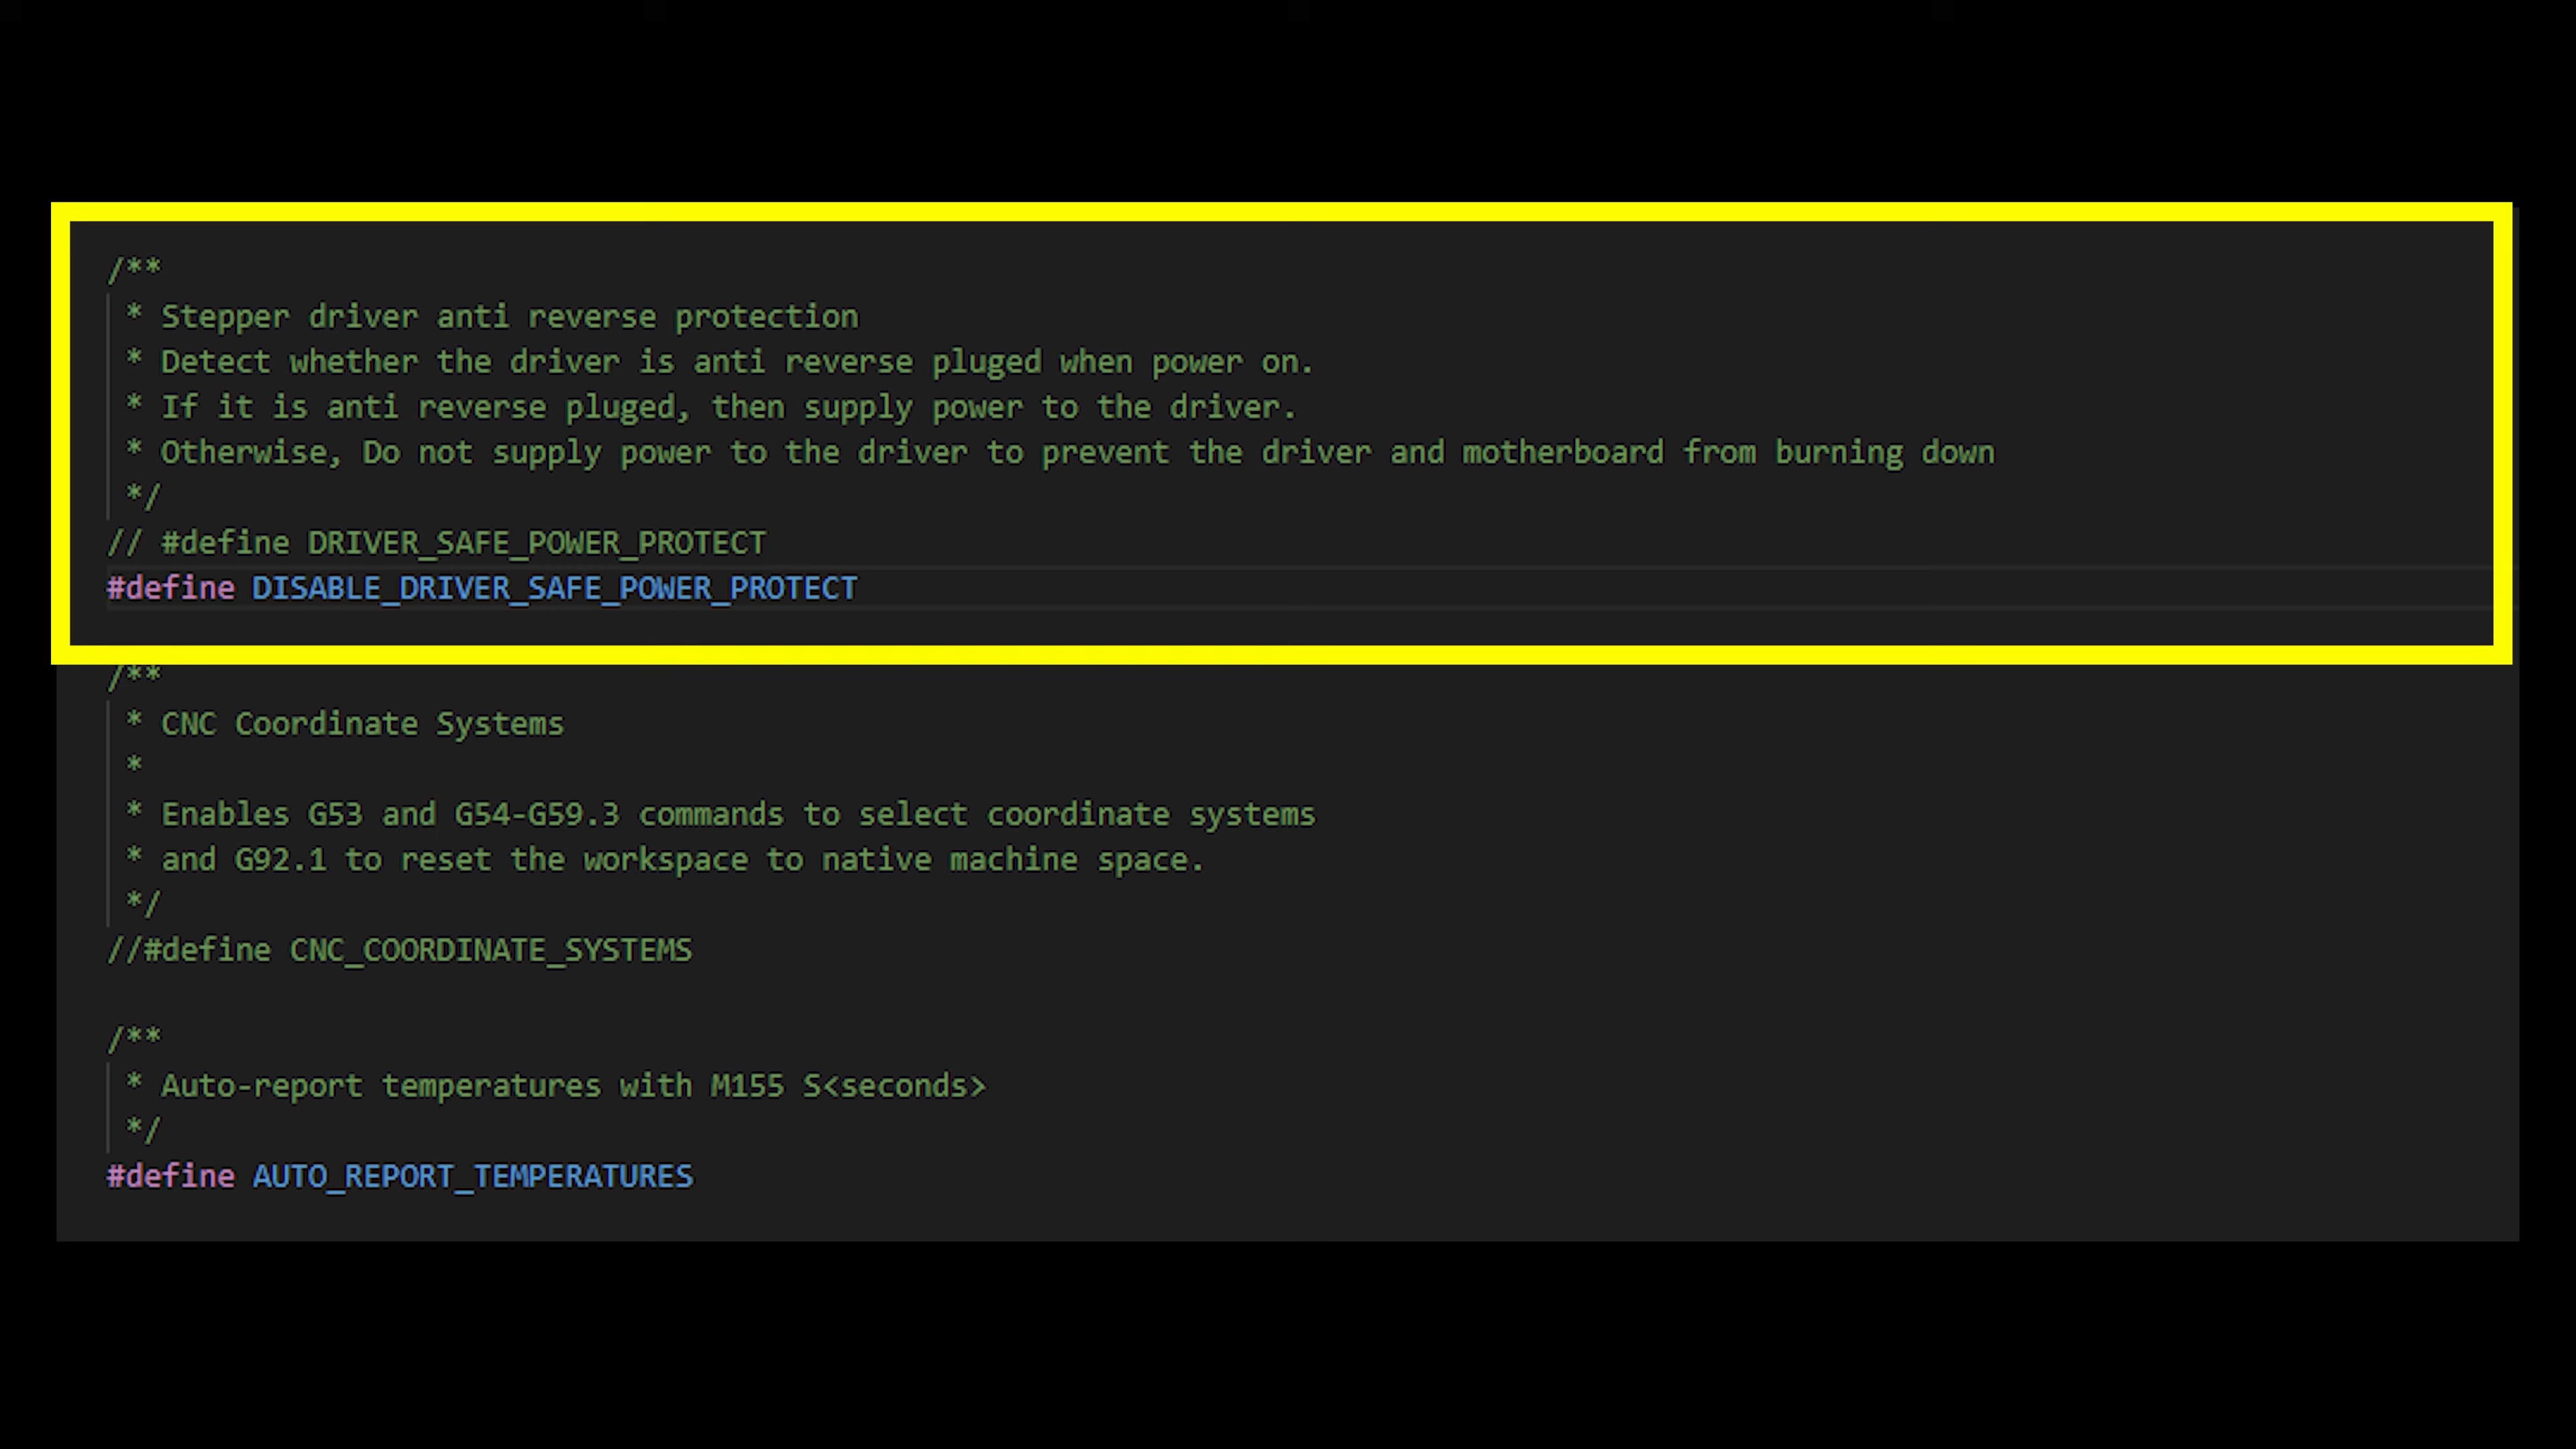 /**
* Stepper driver anti reverse protection
* Detect whether the driver is anti reverse pluged when power on.
* If it is anti reverse pluged, then supply power to the driver.
* Otherwise, Do not supply power to the driver to prevent the driver and motherboard from burning down
*/
// #define DRIVER_SAFE_POWER_PROTECT
#define DISABLE_DRIVER_SAFE_POWER_PROTECT
/**
* CNC Coordinate Systems
*
* Enables G53 and G54-G59.3 commands to select coordinate systems
* and G92.1 to reset the workspace to native machine space.
*/
//#define CNC_COORDINATE_SYSTEMS
/**
* Auto-report temperatures with M155 S<seconds>
*/
#define AUTO_REPORT_TEMPERATURES